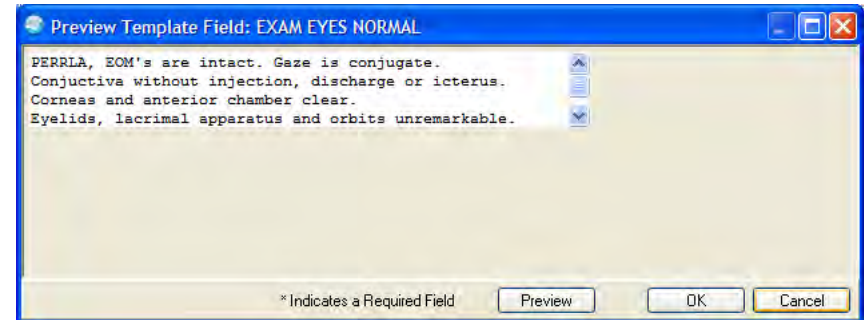 Preview Template Field: EXAM EYES NORMAL
PERRLA, EOM's are intact. Gaze is conjugate.
Conjuctiva without injection, discharge or icterus.
Corneas and anterior chamber clear.
Eyelids, lacrimal apparatus and orbits unremarkable.
* Indicates a Required Field Preview OK Cancel